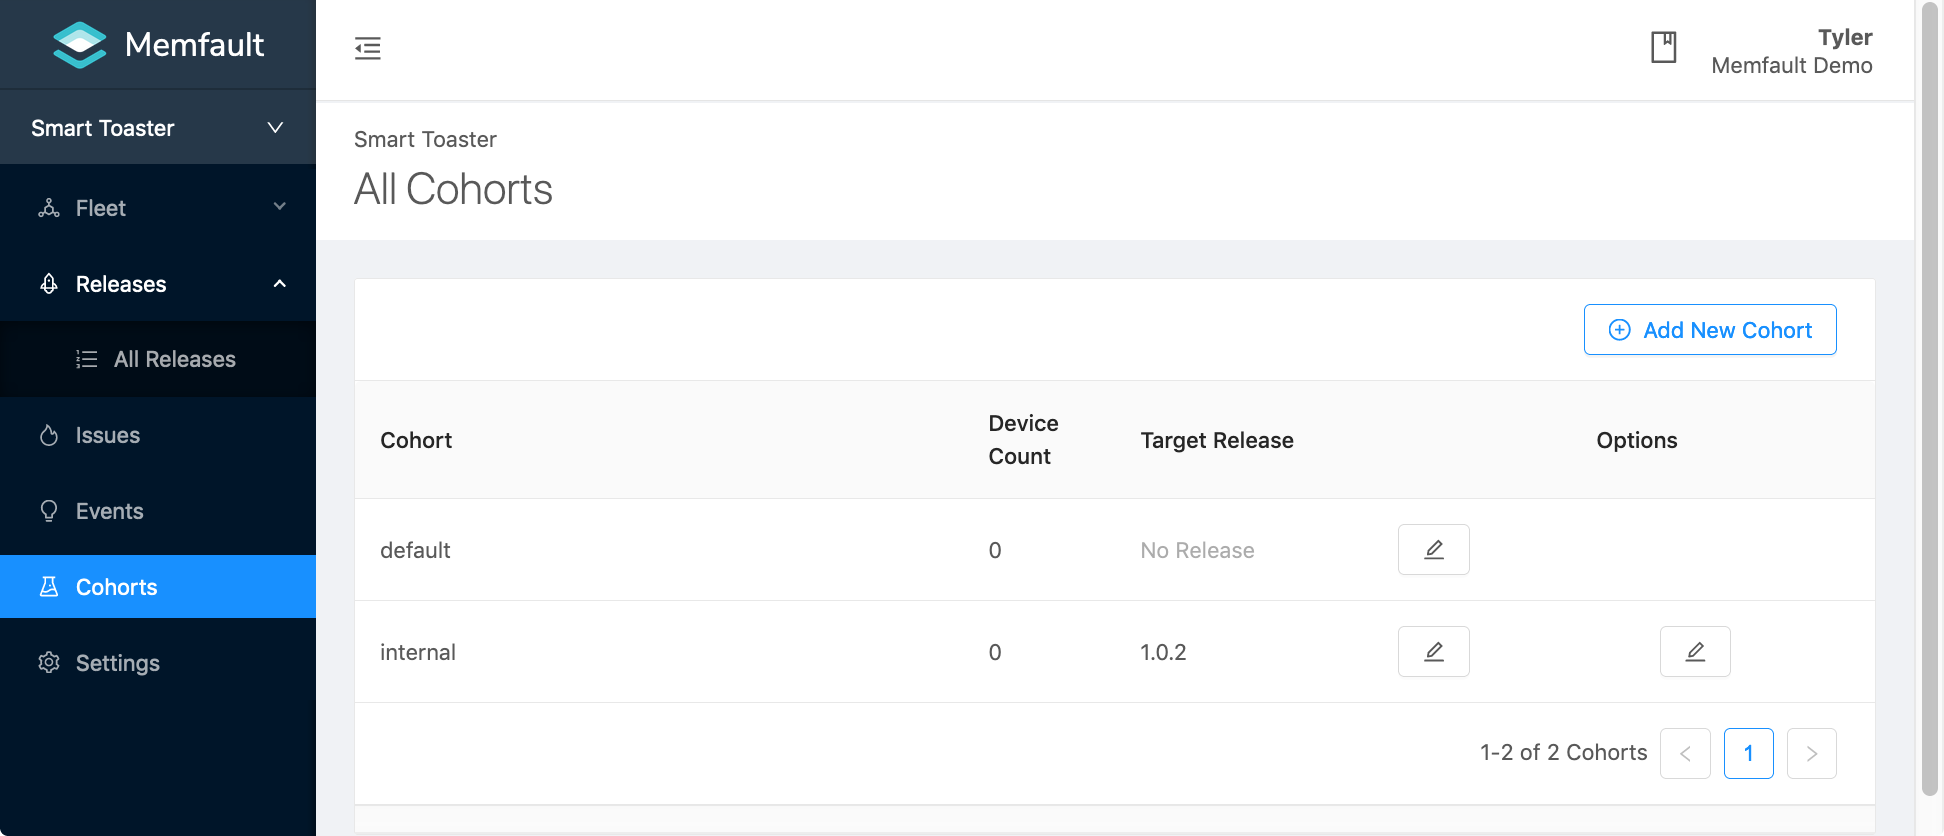 Memfault
Smart Toaster
Fleet
Releases
All Releases
Issues
Events
Cohorts
Settings
Tyler
Memfault Demo
Smart Toaster
All Cohorts
Add New Cohort
Cohort
Device
Count
Target Release
Options
default
0
No Release
internal
0
1.0.2
1-2 of 2 Cohorts
1